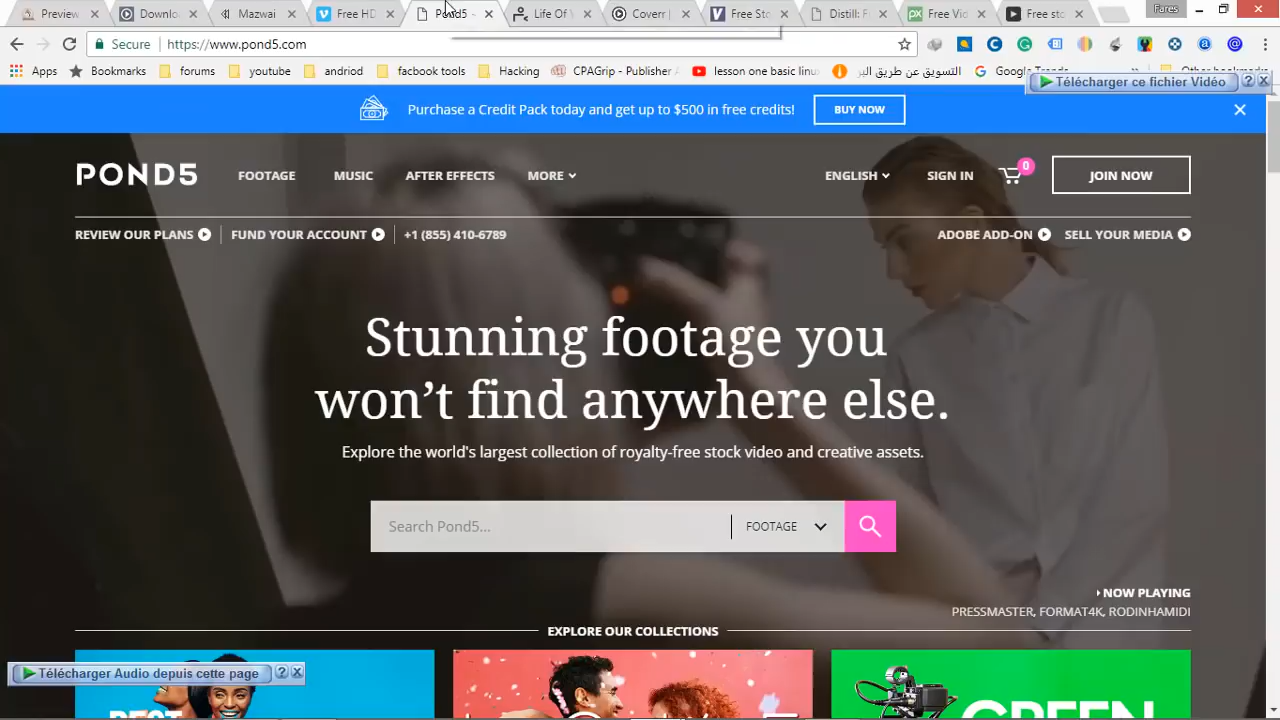 Preview
Downlo
Mazwai
Free HD
Pond5 -
Life Of
Coverr |
Free Sto
Distill: F
Free Vid
Free sto
Fares
Secure
https://www.pond5.com
Apps
Bookmarks
forums
youtube
andriod
facbook tools
Hacking
CPAGrip - Publisher
lesson one basic linu
التسويق عن طريق البر
Google Trends
Other bookmarks
Télécharger ce fichier Vidéo
?
Purchase a Credit Pack today and get up to $500 in free credits!
BUY NOW
POND5
FOOTAGE
MUSIC
AFTER EFFECTS
MORE
ENGLISH
SIGN IN
0
JOIN NOW
REVIEW OUR PLANS
FUND YOUR ACCOUNT
+1 (855) 410-6789
ADOBE ADD-ON
SELL YOUR MEDIA
Stunning footage you
won't find anywhere else.
Explore the world's largest collection of royalty-free stock video and creative assets.
Search Pond5...
FOOTAGE
NOW PLAYING
PRESSMASTER, FORMAT4K, RODINHAMIDI
EXPLORE OUR COLLECTIONS
Télécharger Audio depuis cette page
?
BEST
GREEN